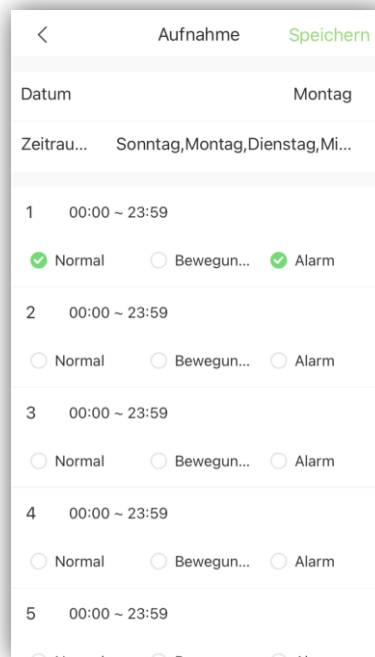 Aufnahme Speichern
Datum Montag
Zeitrau... Sonntag,Montag,Dienstag,Mi...
1 00:00 ~ 23:59
Normal Bewegun... Alarm
2 00:00 ~ 23:59
Normal Bewegun... Alarm
3 00:00 ~ 23:59
Normal Bewegun... Alarm
4 00:00 ~ 23:59
Normal Bewegun... Alarm
5 00:00 ~ 23:59